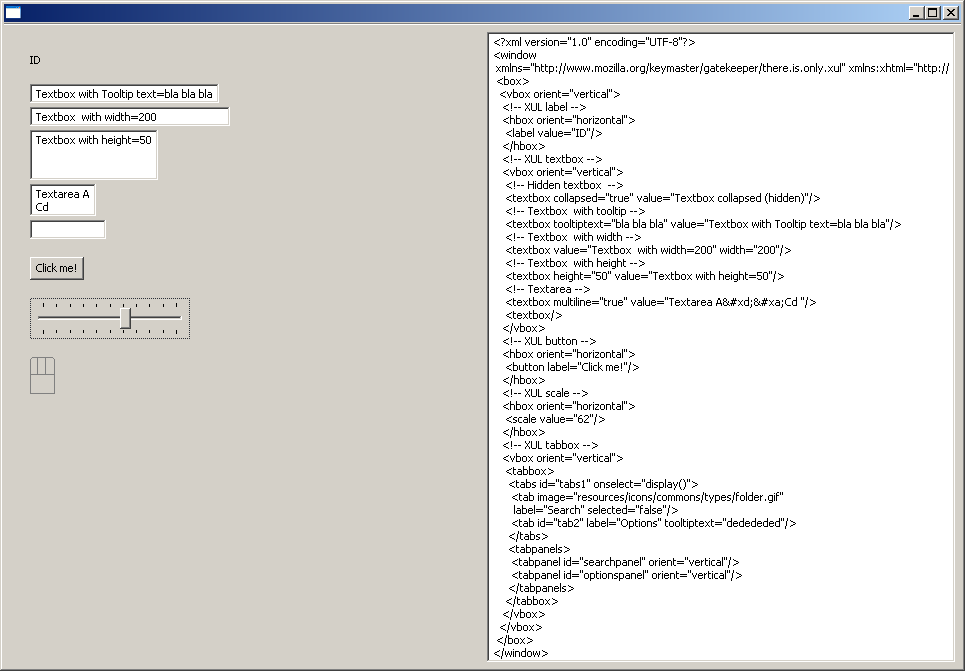 ID
Textbox with Tooltip text=bla bla bla
Textbox  with width=200
Textbox with height=50
Textarea A
Cd
Click me!
<?xml version="1.0" encoding="UTF-8"?>
<window
xmlns="http://www.mozilla.org/keymaster/gatekeeper/there.is.only.xul" xmlns:xhtml="http://
<box>
<vbox orient="vertical">
<!-- XUL label -->
<hbox orient="horizontal">
<label value="ID"/>
</hbox>
<!-- XUL textbox -->
<vbox orient="vertical">
<!-- Hidden textbox  -->
<textbox collapsed="true" value="Textbox collapsed (hidden)"/>
<!-- Textbox  with tooltip -->
<textbox tooltiptext="bla bla bla" value="Textbox with Tooltip text=bla bla bla"/>
<!-- Textbox  with width -->
<textbox value="Textbox  with width=200" width="200"/>
<!-- Textbox  with height -->
<textbox height="50" value="Textbox with height=50"/>
<!-- Textarea -->
<textbox multiline="true" value="Textarea A&#xd;&#xa;Cd "/>
<textbox/>
</vbox>
<!-- XUL button -->
<hbox orient="horizontal">
<button label="Click me!"/>
</hbox>
<!-- XUL scale -->
<hbox orient="horizontal">
<scale value="62"/>
</hbox>
<!-- XUL tabbox -->
<vbox orient="vertical">
<tabbox>
<tabs id="tabs1" onselect="display()">
<tab image="resources/icons/commons/types/folder.gif"
label="Search" selected="false"/>
<tab id="tab2" label="Options" tooltiptext="dedededed"/>
</tabs>
<tabpanels>
<tabpanel id="searchpanel" orient="vertical"/>
<tabpanel id="optionspanel" orient="vertical"/>
</tabpanels>
</tabbox>
</vbox>
</vbox>
</box>
</window>